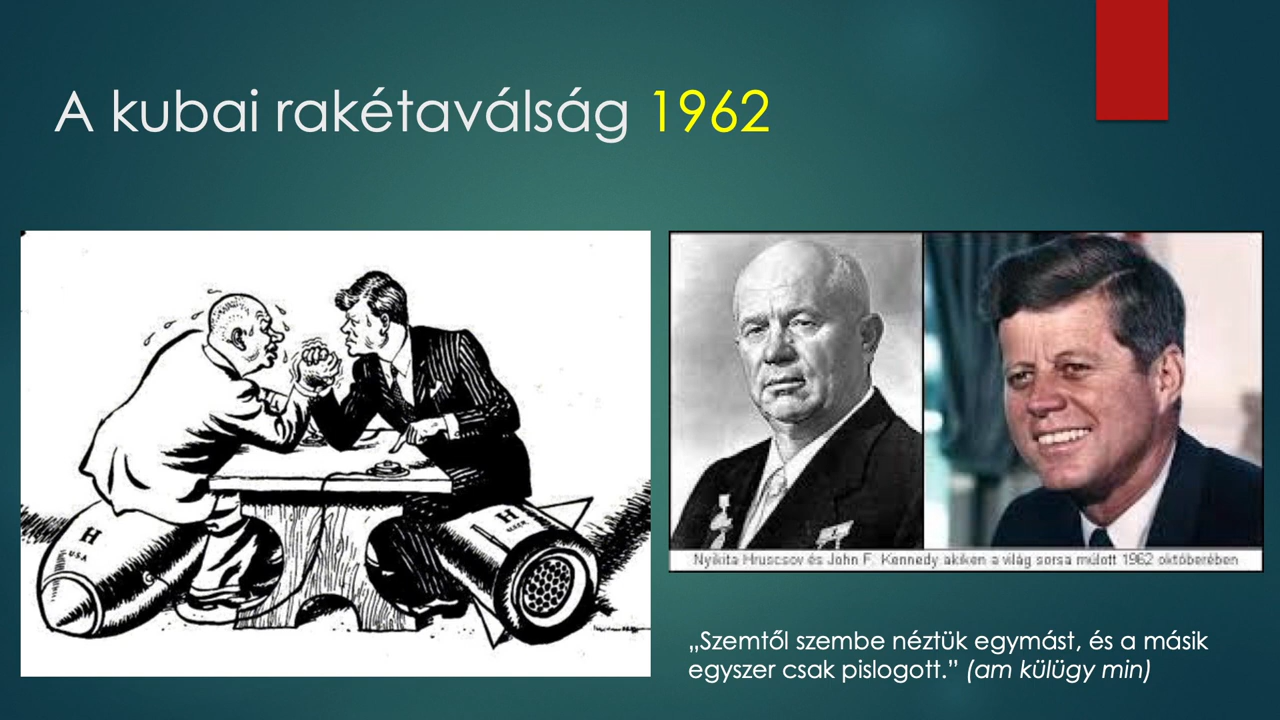 A kubai rakétaválság 1962
H
USA
H
Nyikita Hruscsov és John F. Kennedy akiken a világ sorsa múlott 1962 októberében
„Szemtől szembe néztük egymást, és a másik
egyszer csak pislogott.” (am külügy min)